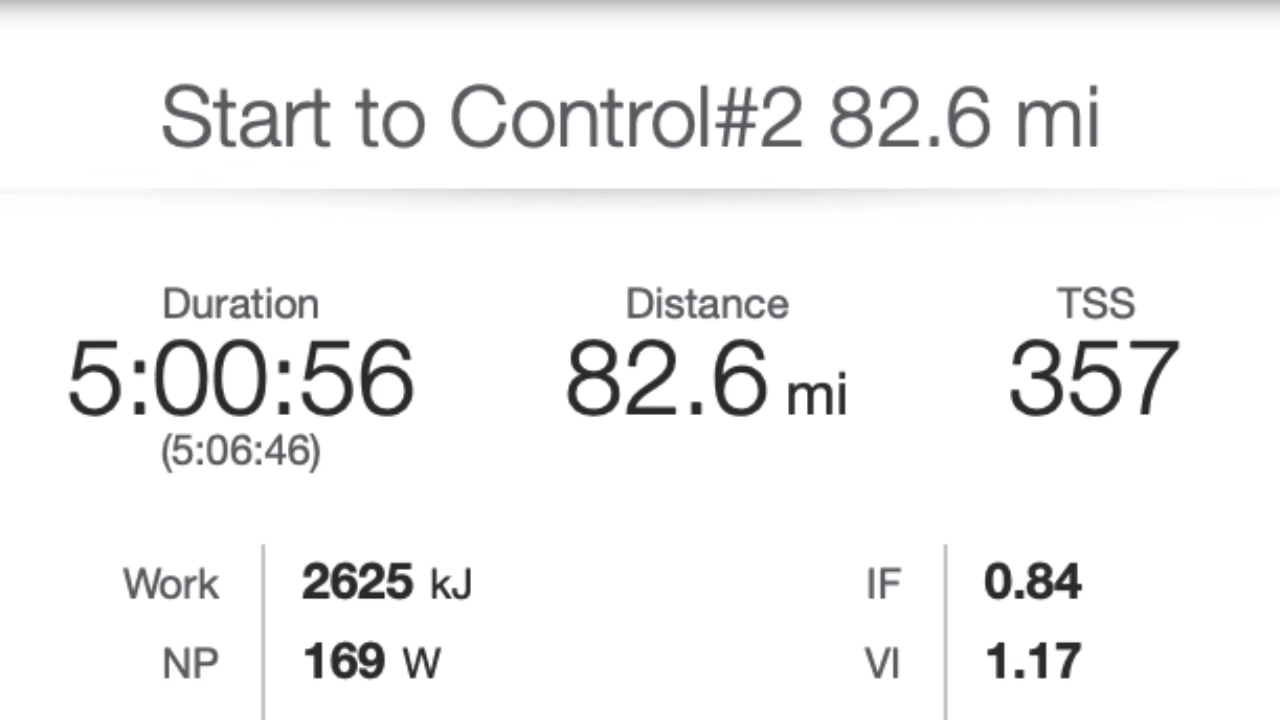 Start to Control#2 82.6 mi
Duration Distance TSS
5:00:56 82.6 mi 357
(5:06:46)
Work 2625 kJ IF 0.84
NP 169 W VI 1.17